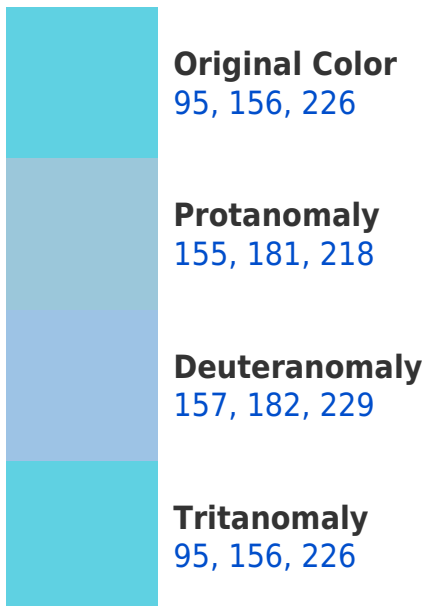 Original Color
95, 156, 226
Protanomaly
155, 181, 218
Deuteranomaly
157, 182, 229
Tritanomaly
95, 156, 226